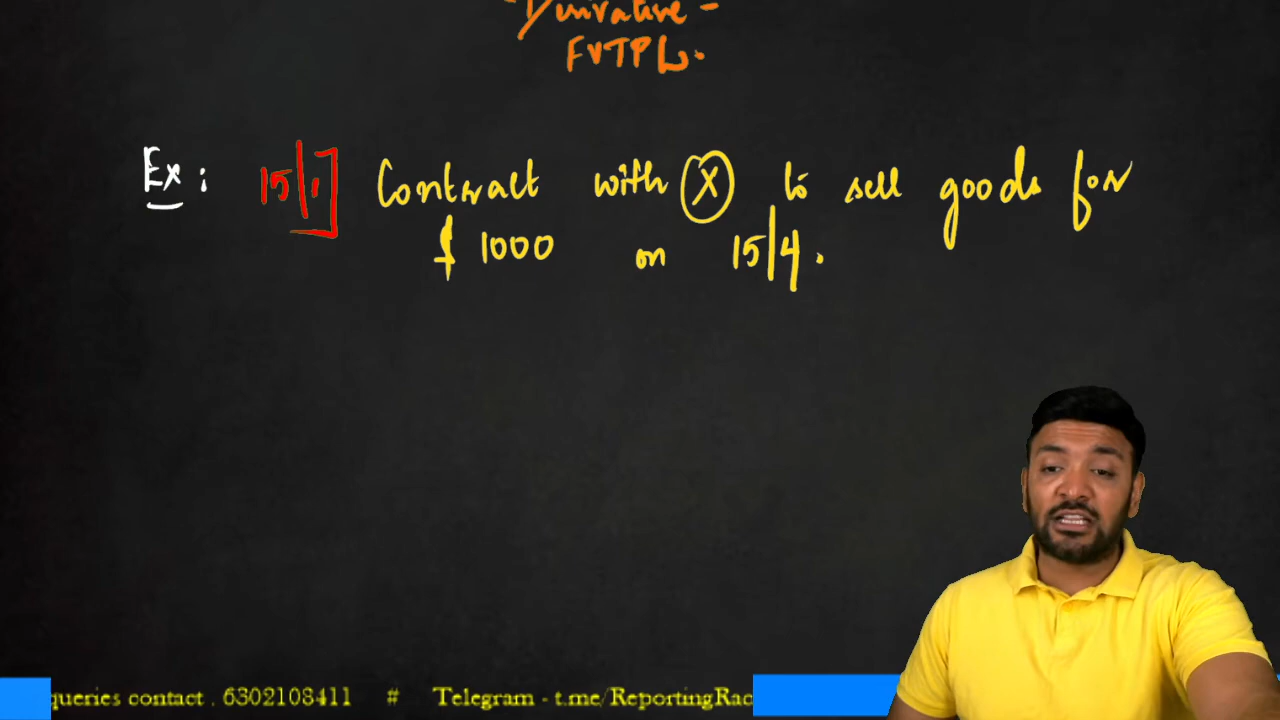 - Derivative -
FVTPL.
Ex: 15/1] Contract with X to sell goods for
$ 1000 on 15/4.
queries contact . 6302108411 # Telegram - t.me/ReportingRac